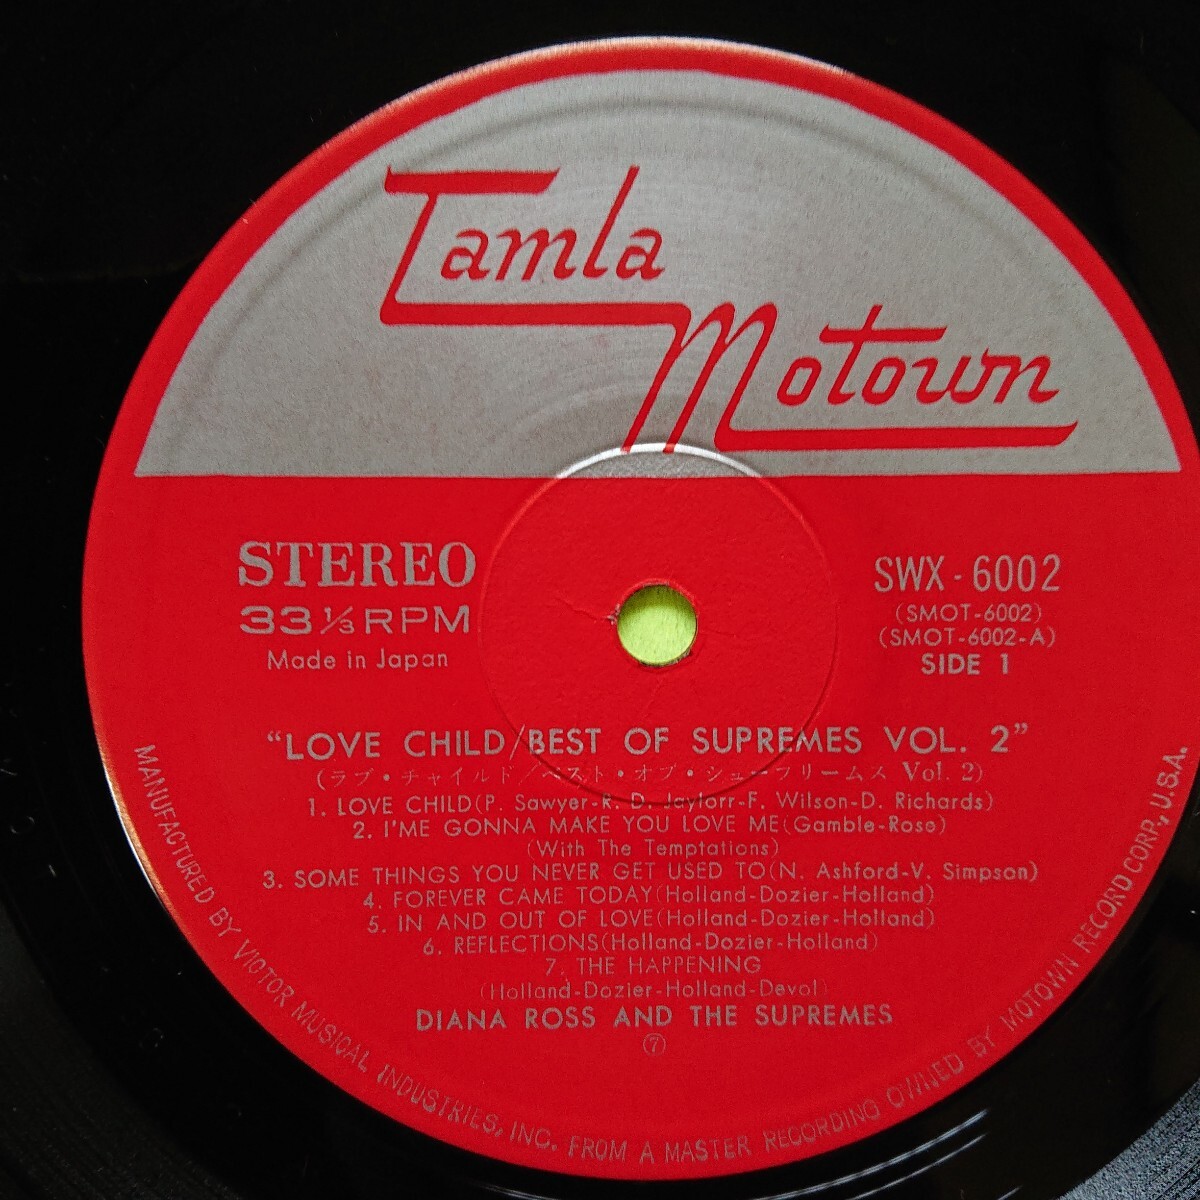 Tamla
Motown
STEREO
33 1/3 RPM
Made in Japan
SWX-6002
(SMOT-6002)
(SMOT-6002-A)
SIDE 1
"LOVE CHILD/BEST OF SUPREMES VOL. 2"
(ラブ・チャイルド/ベスト・オブ・シュープリームス Vol. 2)
1. LOVE CHILD(P. Sawyer-R. D. Jaylorr-F. Wilson-D. Richards)
2. I'ME GONNA MAKE YOU LOVE ME(Gamble-Rose)
(With The Temptations)
3. SOME THINGS YOU NEVER GET USED TO(N. Ashford-V. Simpson)
4. FOREVER CAME TODAY(Holland-Dozier-Holland)
5. IN AND OUT OF LOVE(Holland-Dozier-Holland)
6. REFLECTIONS(Holland-Dozier-Holland)
7. THE HAPPENING
(Holland-Dozier-Holland-Devol)
DIANA ROSS AND THE SUPREMES
⑦
MANUFACTURED BY VICTOR MUSICAL INDUSTRIES, INC. FROM A MASTER RECORDING OWNED BY MOTOWN RECORD CORP., U.S.A.